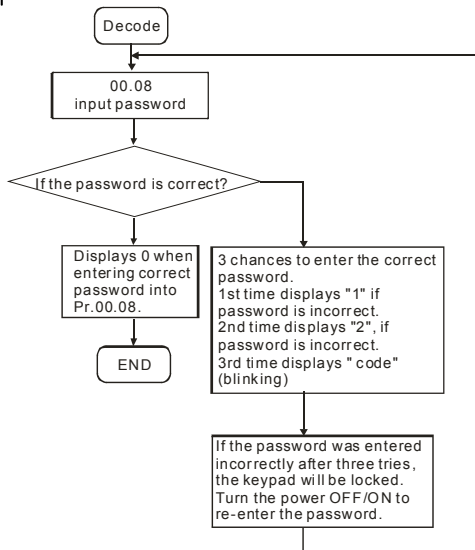 Decode
00.08
input password
If the password is correct?
Displays 0 when
entering correct
password into
Pr.00.08.
END
3 chances to enter the correct
password.
1st time displays "1" if
password is incorrect.
2nd time displays "2", if
password is incorrect.
3rd time displays " code"
(blinking)
If the password was entered
incorrectly after three tries,
the keypad will be locked.
Turn the power OFF/ON to
re-enter the password.